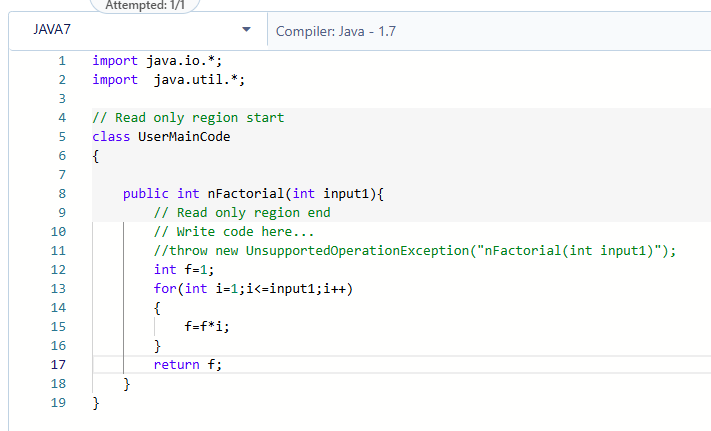 Attempted: 1/1
JAVA7
Compiler: Java - 1.7
1 import java.io.*;
2 import  java.util.*;
3
4 // Read only region start
5 class UserMainCode
6 {
7
8     public int nFactorial(int input1){
9         // Read only region end
10         // Write code here...
11         //throw new UnsupportedOperationException("nFactorial(int input1)");
12         int f=1;
13         for(int i=1;i<=input1;i++)
14         {
15             f=f*i;
16         }
17         return f;
18     }
19 }